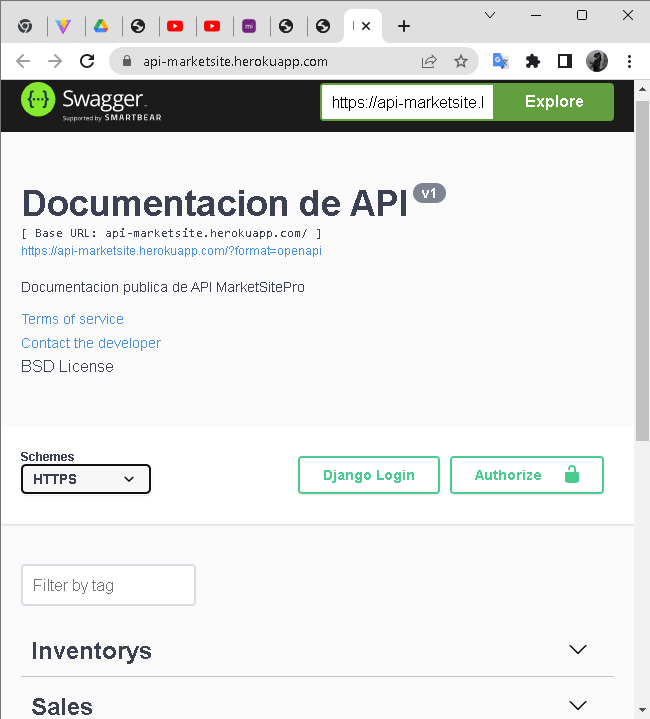 api-marketsite.herokuapp.com
Swagger
Supported by SMARTBEAR
https://api-marketsite.
Explore
Documentacion de API v1
[ Base URL: api-marketsite.herokuapp.com/ ]
https://api-marketsite.herokuapp.com/?format=openapi
Documentacion publica de API MarketSitePro
Terms of service
Contact the developer
BSD License
Schemes
HTTPS
Django Login
Authorize
Filter by tag
Inventorys
Sales